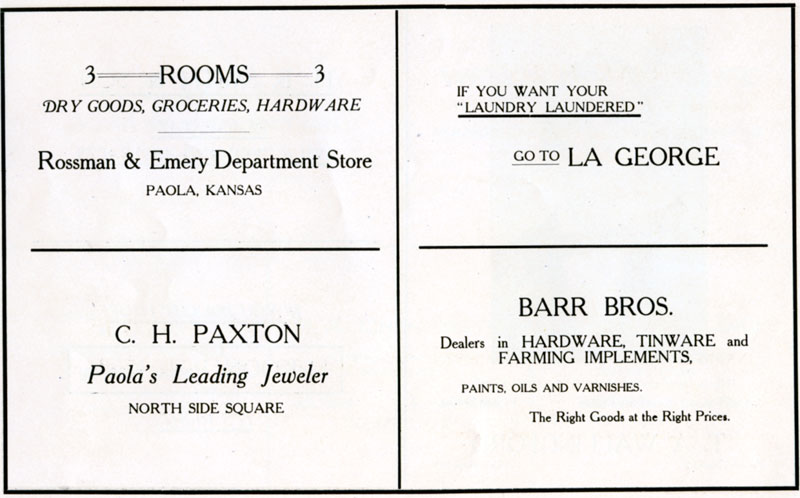 3 ROOMS 3
DRY GOODS, GROCERIES, HARDWARE
Rossman & Emery Department Store
PAOLA, KANSAS
C. H. PAXTON
Paola's Leading Jeweler
NORTH SIDE SQUARE
IF YOU WANT YOUR
"LAUNDRY LAUNDERED"
GO TO LA GEORGE
BARR BROS.
Dealers in HARDWARE, TINWARE and
FARMING IMPLEMENTS,
PAINTS, OILS AND VARNISHES.
The Right Goods at the Right Prices.